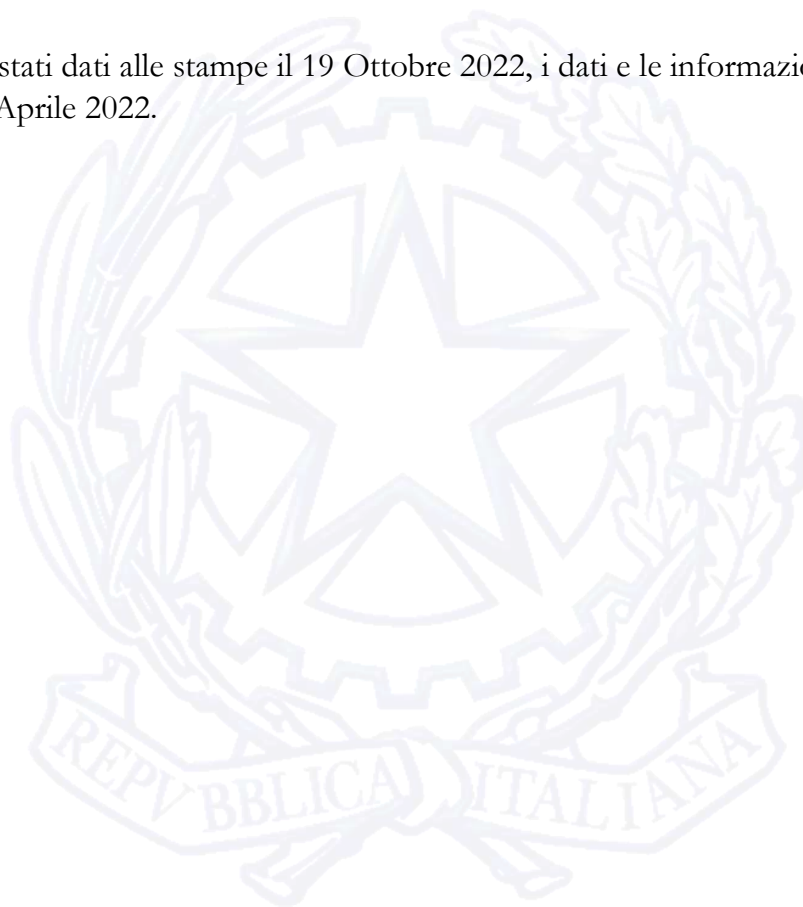 stati dati alle stampe il 19 Ottobre 2022, i dati e le informazio
Aprile 2022.
REPVBBLICA ITALIANA